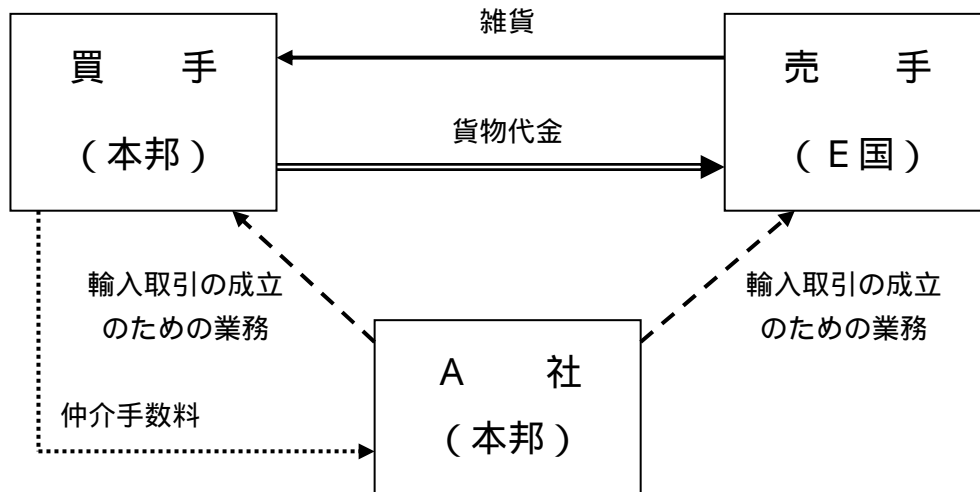 雑貨
買　　手
（本邦）
売　　手
（Ｅ国）
貨物代金
輸入取引の成立
のための業務
輸入取引の成立
のための業務
Ａ　　社
（本邦）
仲介手数料